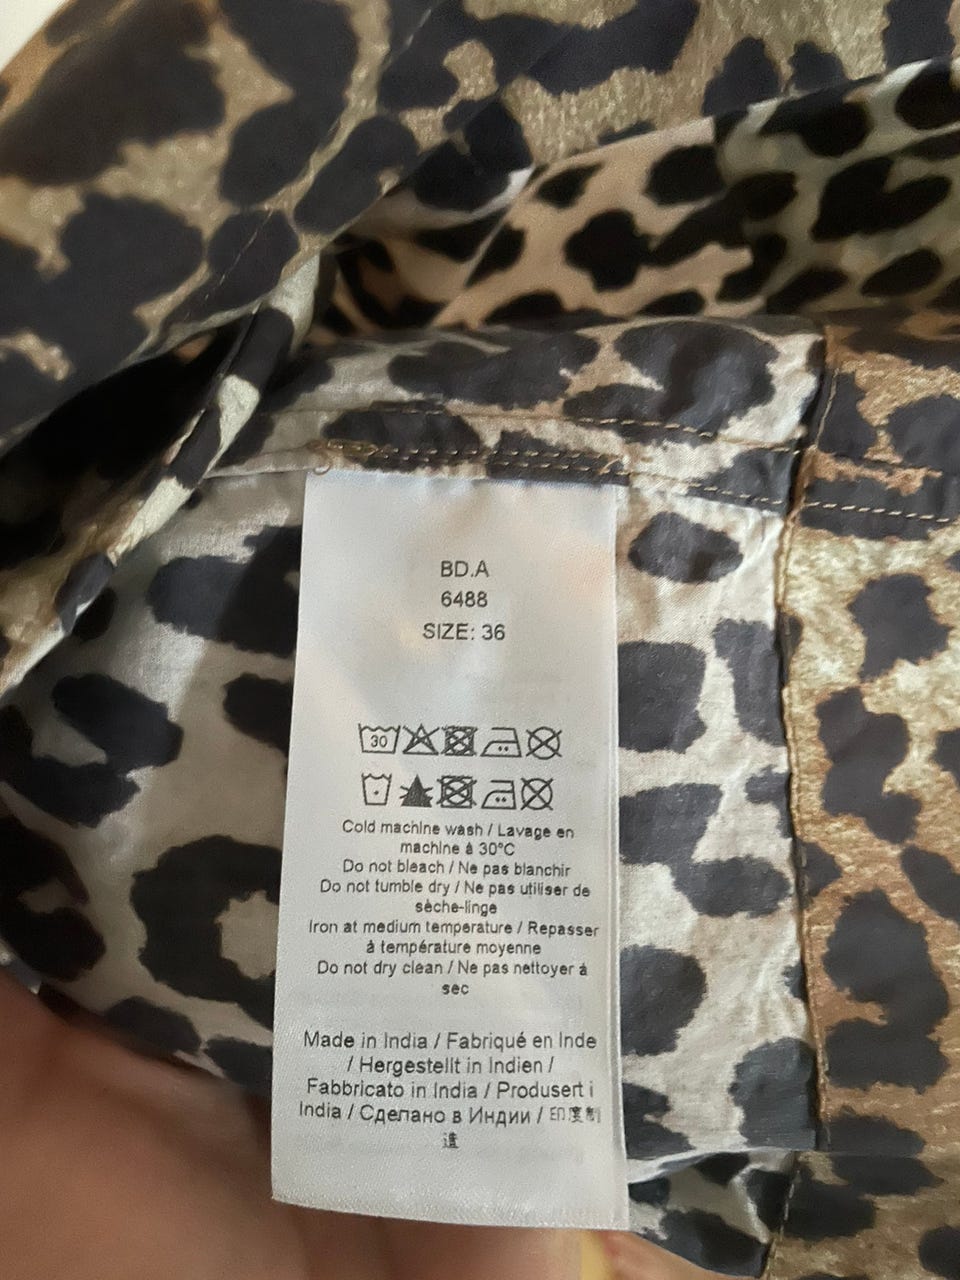 BD.A
6488
SIZE: 36
30
Cold machine wash / Lavage en
machine à 30°C
Do not bleach / Ne pas blanchir
Do not tumble dry / Ne pas utiliser de
sèche-linge
Iron at medium temperature / Repasser
à température moyenne
Do not dry clean / Ne pas nettoyer à
sec
Made in India / Fabriqué en Inde
/ Hergestellt in Indien /
Fabbricato in India / Produsert i
India / Сделано в Индии / 印度制
造